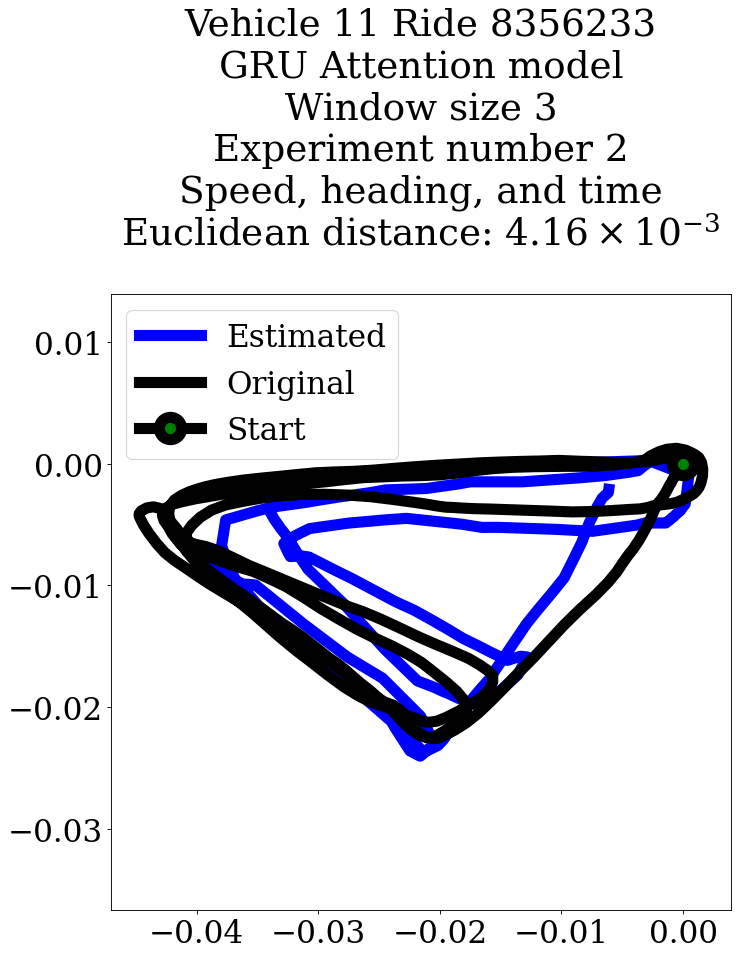 Vehicle 11 Ride 8356233
GRU Attention model
Window size 3
Experiment number 2
Speed, heading, and time
Euclidean distance: 4.16 × 10⁻³
Estimated
Original
Start
0.01
0.00
−0.01
−0.02
−0.03
−0.04 −0.03 −0.02 −0.01 0.00